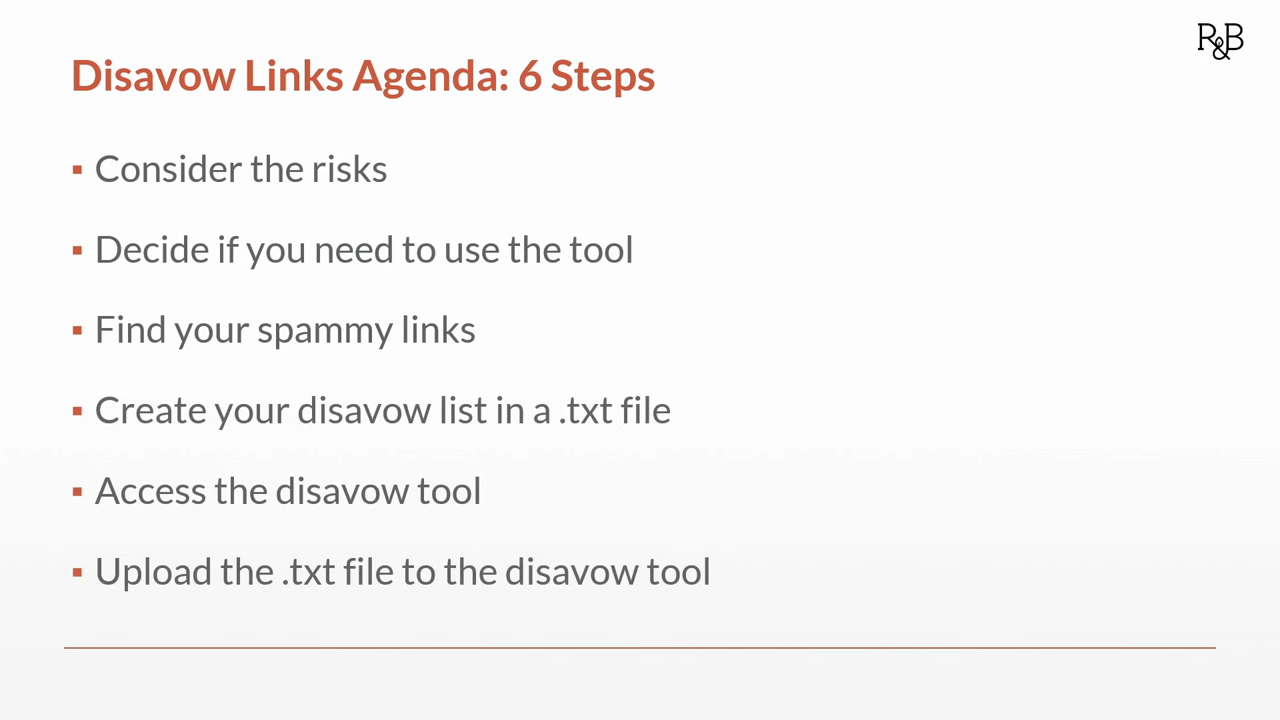 R&B
Disavow Links Agenda: 6 Steps
▪ Consider the risks
▪ Decide if you need to use the tool
▪ Find your spammy links
▪ Create your disavow list in a .txt file
▪ Access the disavow tool
▪ Upload the .txt file to the disavow tool